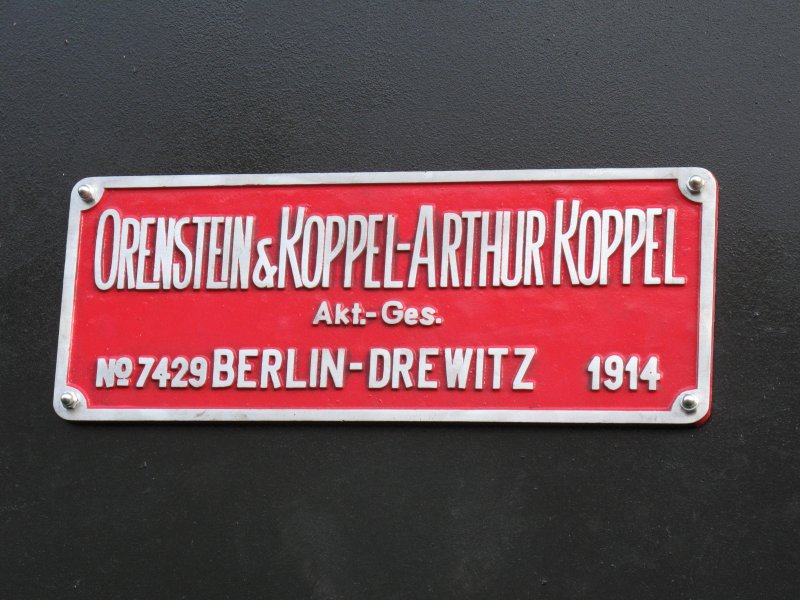 ORENSTEIN & KOPPEL-ARTHUR KOPPEL
Akt.-Ges.
No 7429 BERLIN-DREWITZ 1914